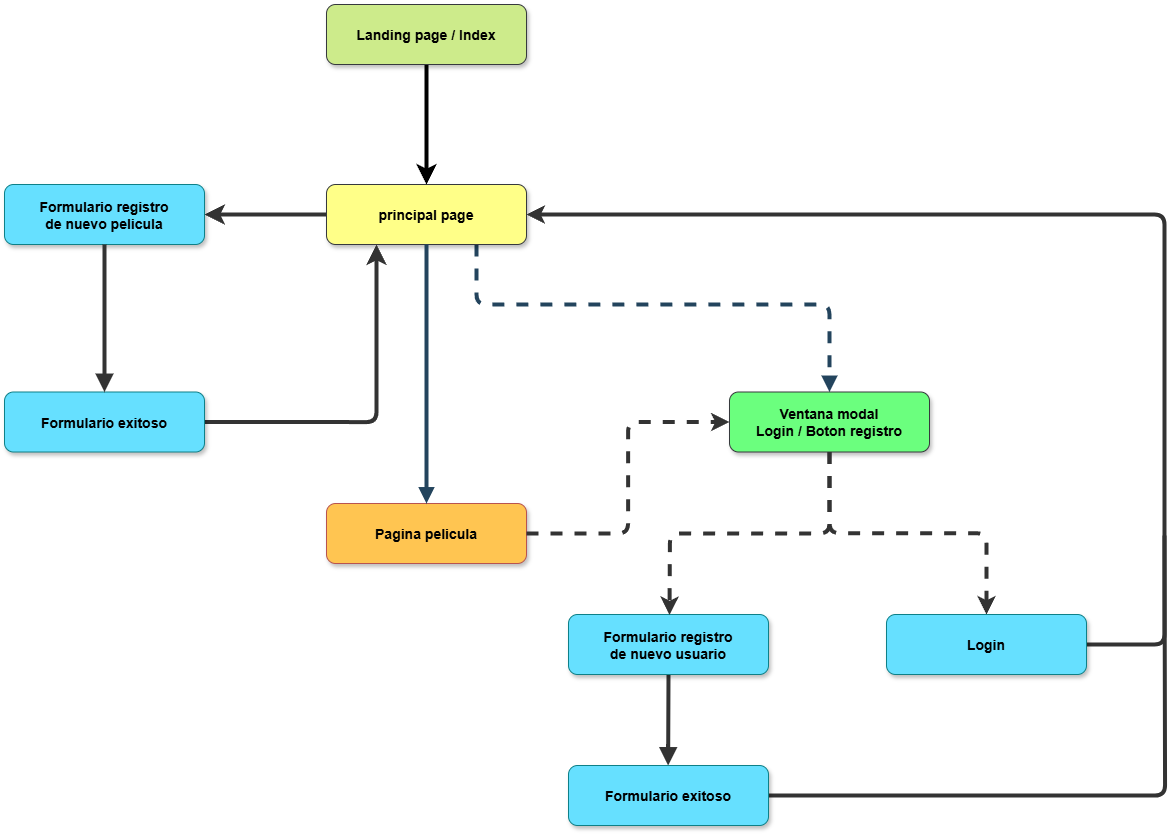 Landing page / Index
Formulario registro
de nuevo pelicula
principal page
Formulario exitoso
Ventana modal
Login / Boton registro
Pagina pelicula
Formulario registro
de nuevo usuario
Login
Formulario exitoso